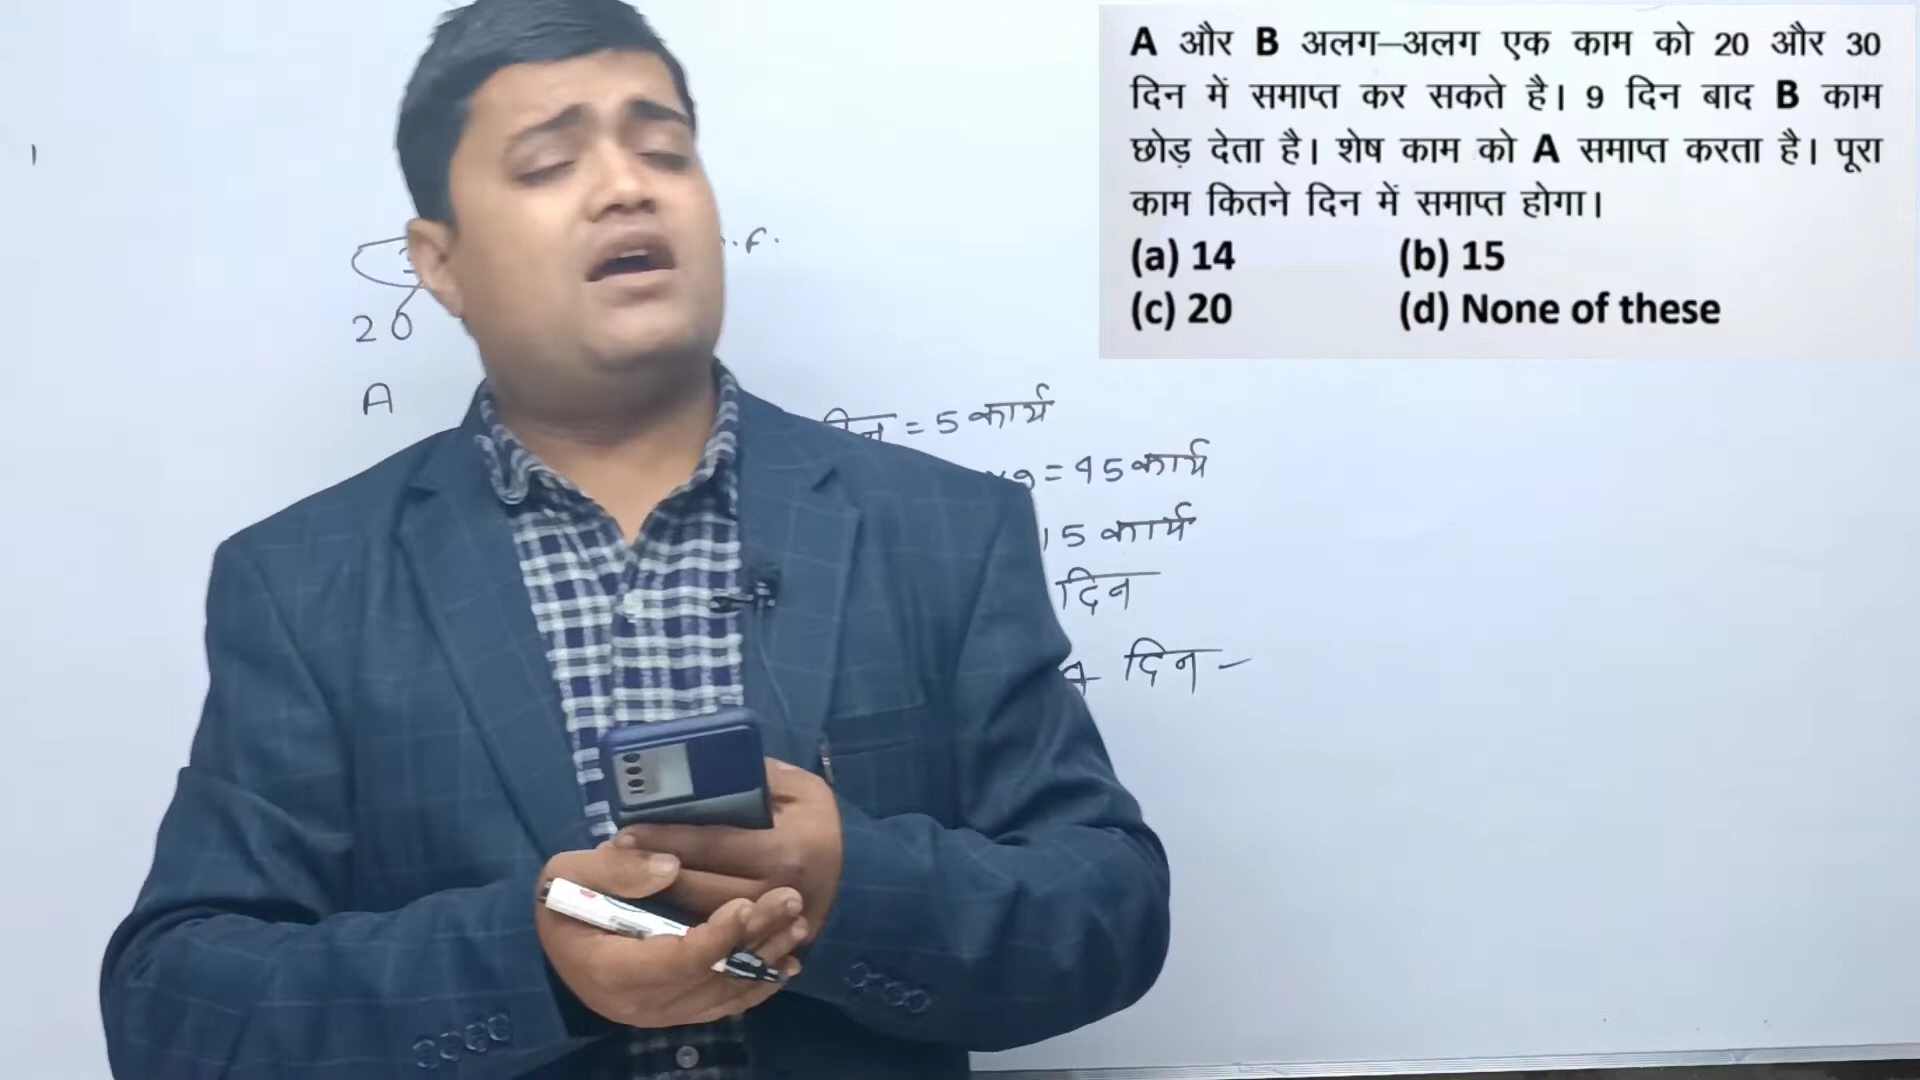 A और B अलग–अलग एक काम को 20 और 30
दिन में समाप्त कर सकते है। 9 दिन बाद B काम
छोड़ देता है। शेष काम को A समाप्त करता है। पूरा
काम कितने दिन में समाप्त होगा।
(a) 14 (b) 15
(c) 20 (d) None of these
20
A
= 5 कार्य
= 45 कार्य
15 कार्य
दिन
दिन